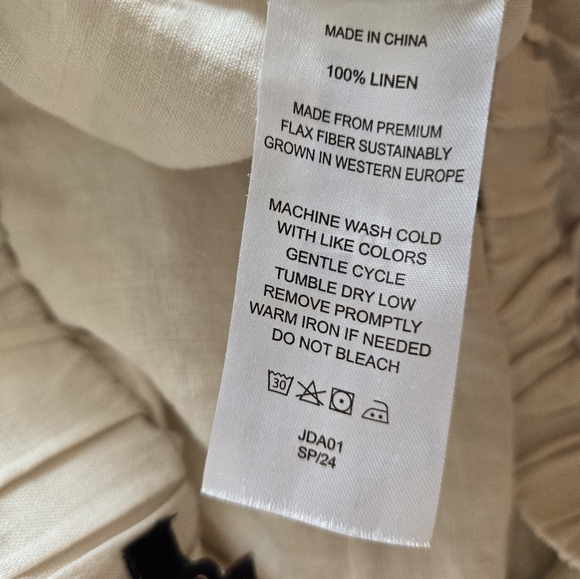 MADE IN CHINA
100% LINEN
MADE FROM PREMIUM
FLAX FIBER SUSTAINABLY
GROWN IN WESTERN EUROPE
MACHINE WASH COLD
WITH LIKE COLORS
GENTLE CYCLE
TUMBLE DRY LOW
REMOVE PROMPTLY
WARM IRON IF NEEDED
DO NOT BLEACH
30
JDA01
SP/24